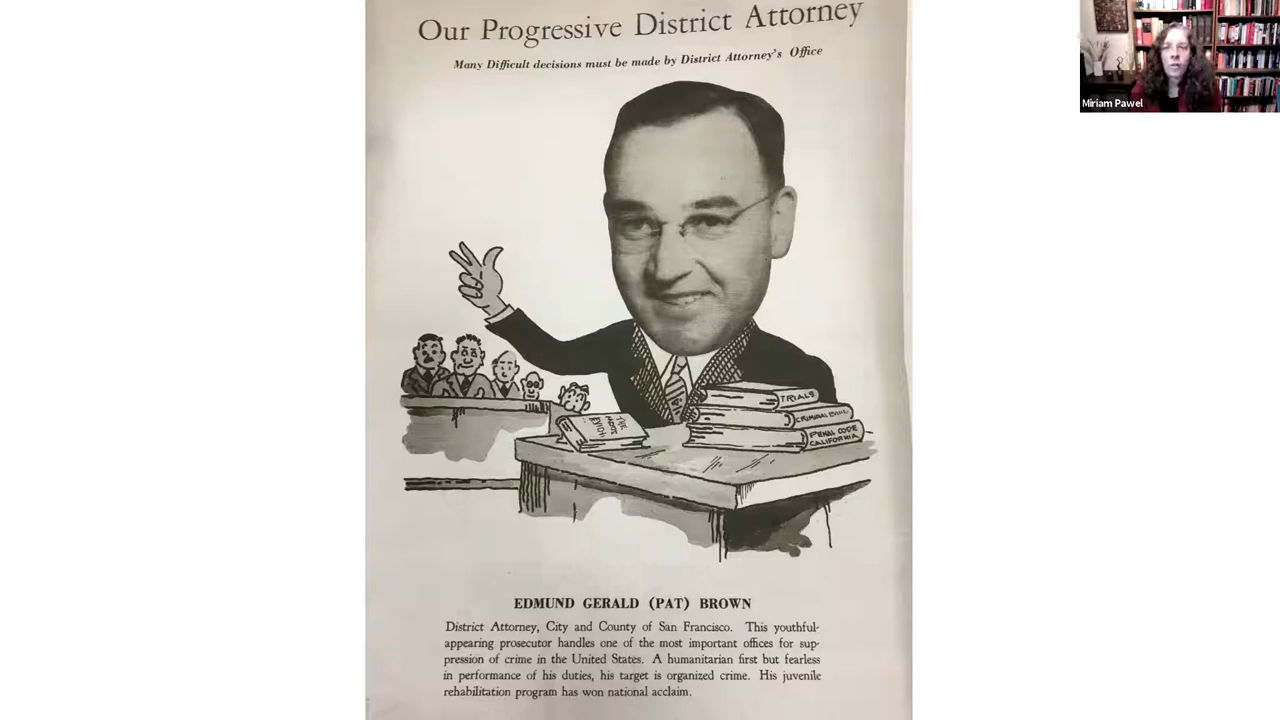 Our Progressive District Attorney
Many Difficult decisions must be made by District Attorney's Office
Miriam Pawel
TRIALS
CRIMINAL
PENAL CODE
CALIFORNIA
THE
EDMUND GERALD (PAT) BROWN
District Attorney, City and County of San Francisco. This youthful-
appearing prosecutor handles one of the most important offices for sup-
pression of crime in the United States. A humanitarian first but fearless
in performance of his duties, his target is organized crime. His juvenile
rehabilitation program has won national acclaim.